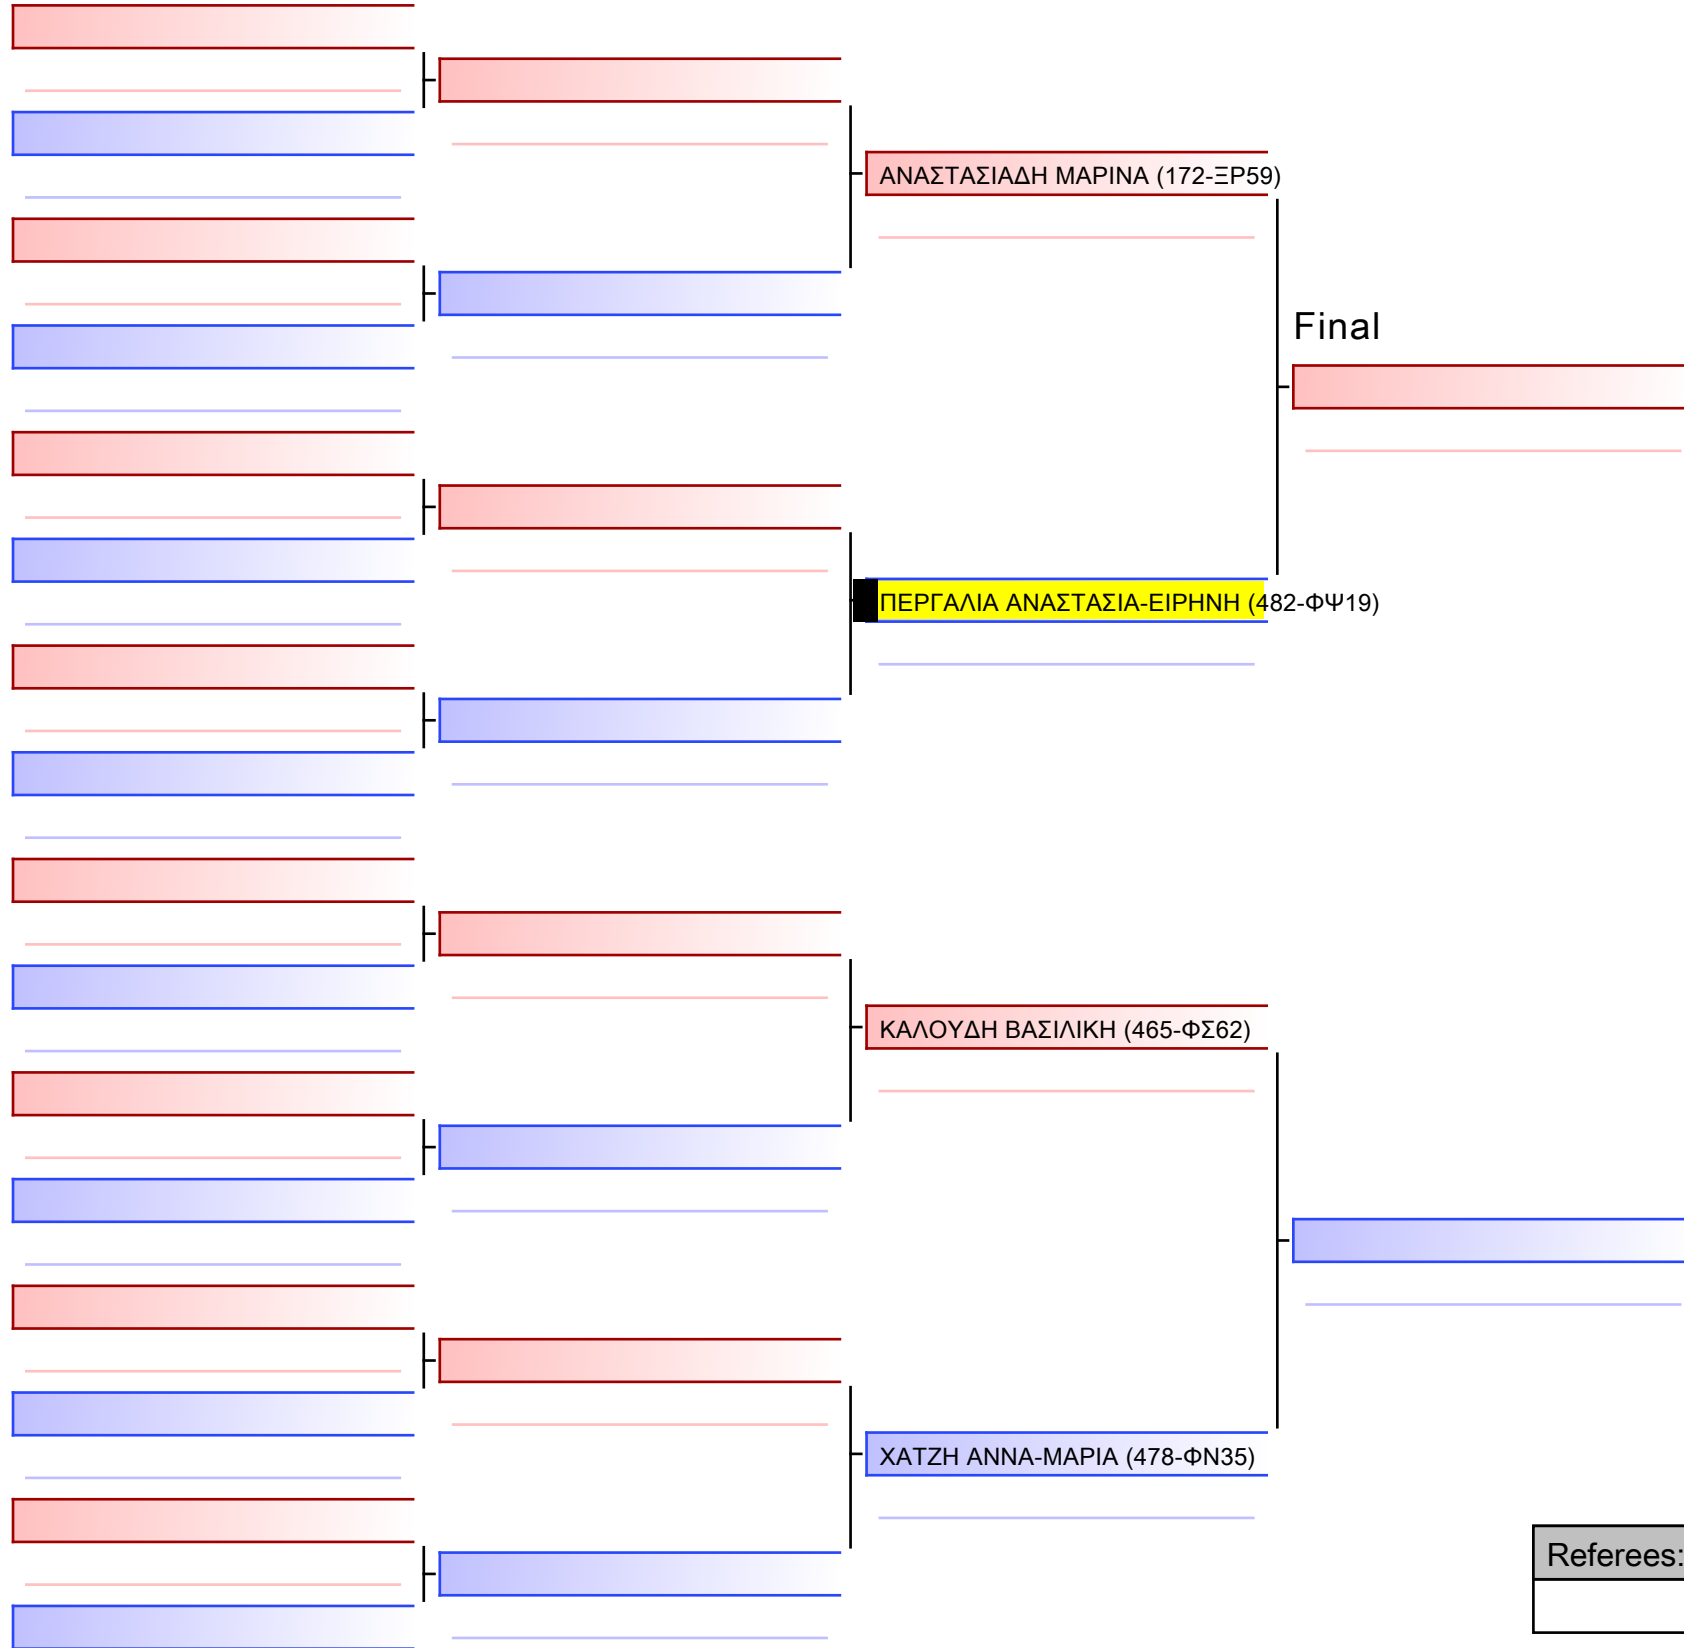 ΑΝΑΣΤΑΣΙΑΔΗ ΜΑΡΙΝΑ (172-ΞΡ59)
Final
ΠΕΡΓΑΛΙΑ ΑΝΑΣΤΑΣΙΑ-ΕΙΡΗΝΗ (482-ΦΨ19)
ΚΑΛΟΥΔΗ ΒΑΣΙΛΙΚΗ (465-ΦΣ62)
ΧΑΤΖΗ ΑΝΝΑ-ΜΑΡΙΑ (478-ΦΝ35)
Referees: